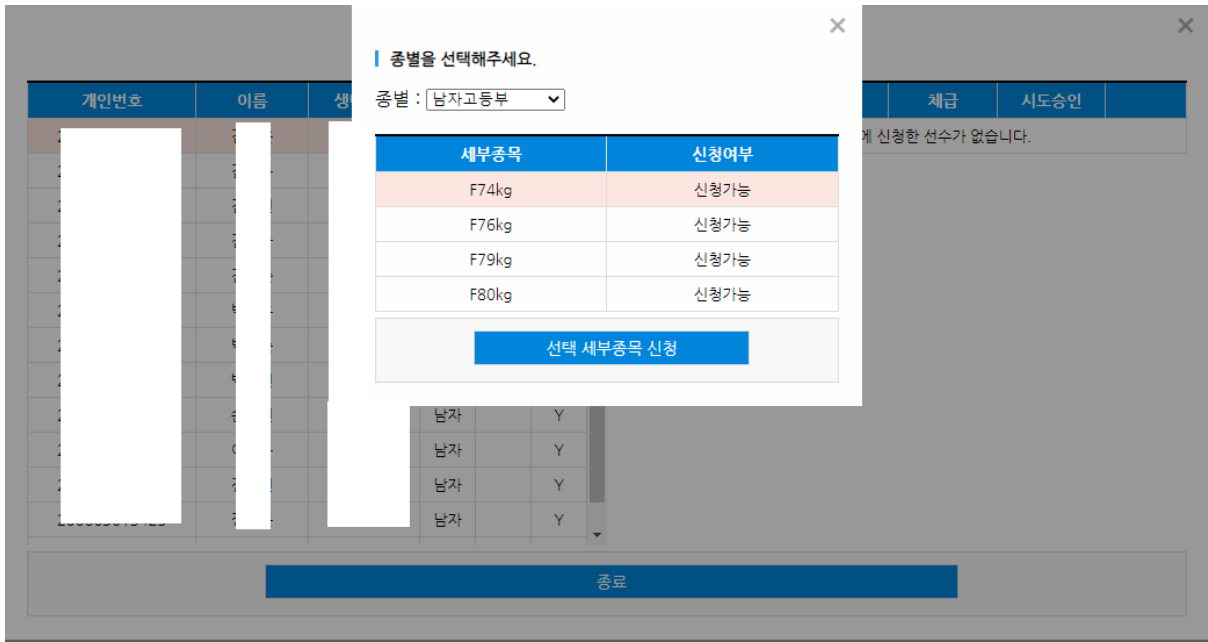 종별을 선택해주세요.
종별 : 남자고등부
세부종목 신청여부
F74kg 신청가능
F76kg 신청가능
F79kg 신청가능
F80kg 신청가능
선택 세부종목 신청
개인번호 이름 체급 시도승인
신청한 선수가 없습니다.
남자 Y
남자 Y
남자 Y
남자 Y
종료